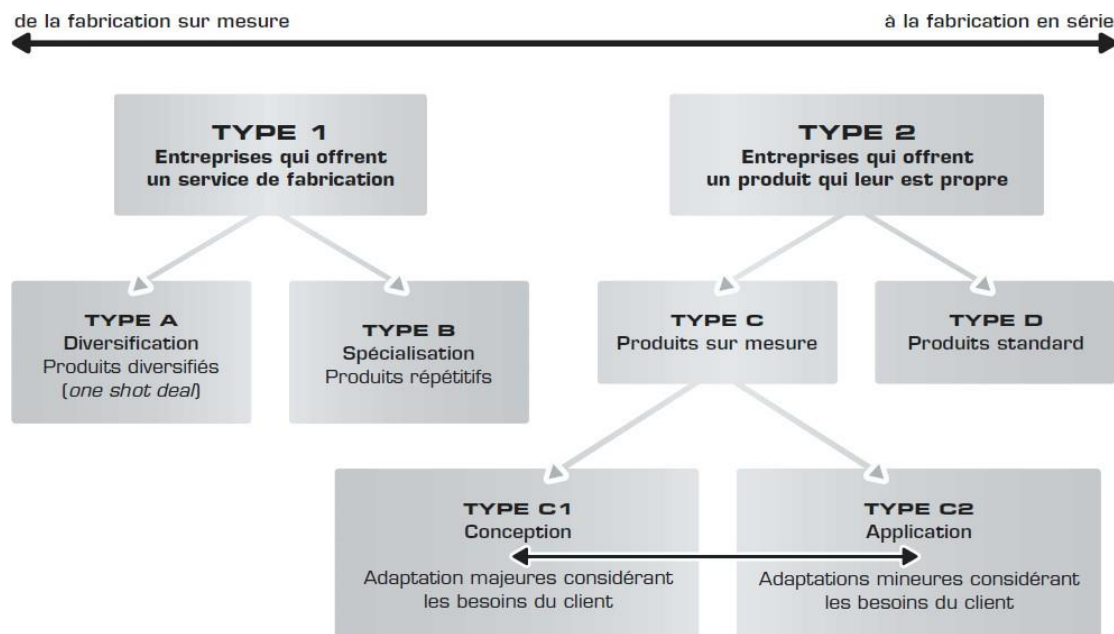 de la fabrication sur mesure
à la fabrication en série
TYPE 1
Entreprises qui offrent
un service de fabrication
TYPE 2
Entreprises qui offrent
un produit qui leur est propre
TYPE A
Diversification
Produits diversifiés
(one shot deal)
TYPE B
Spécialisation
Produits répétitifs
TYPE C
Produits sur mesure
TYPE D
Produits standard
TYPE C1
Conception
Adaptation majeures considérant
les besoins du client
TYPE C2
Application
Adaptations mineures considérant
les besoins du client